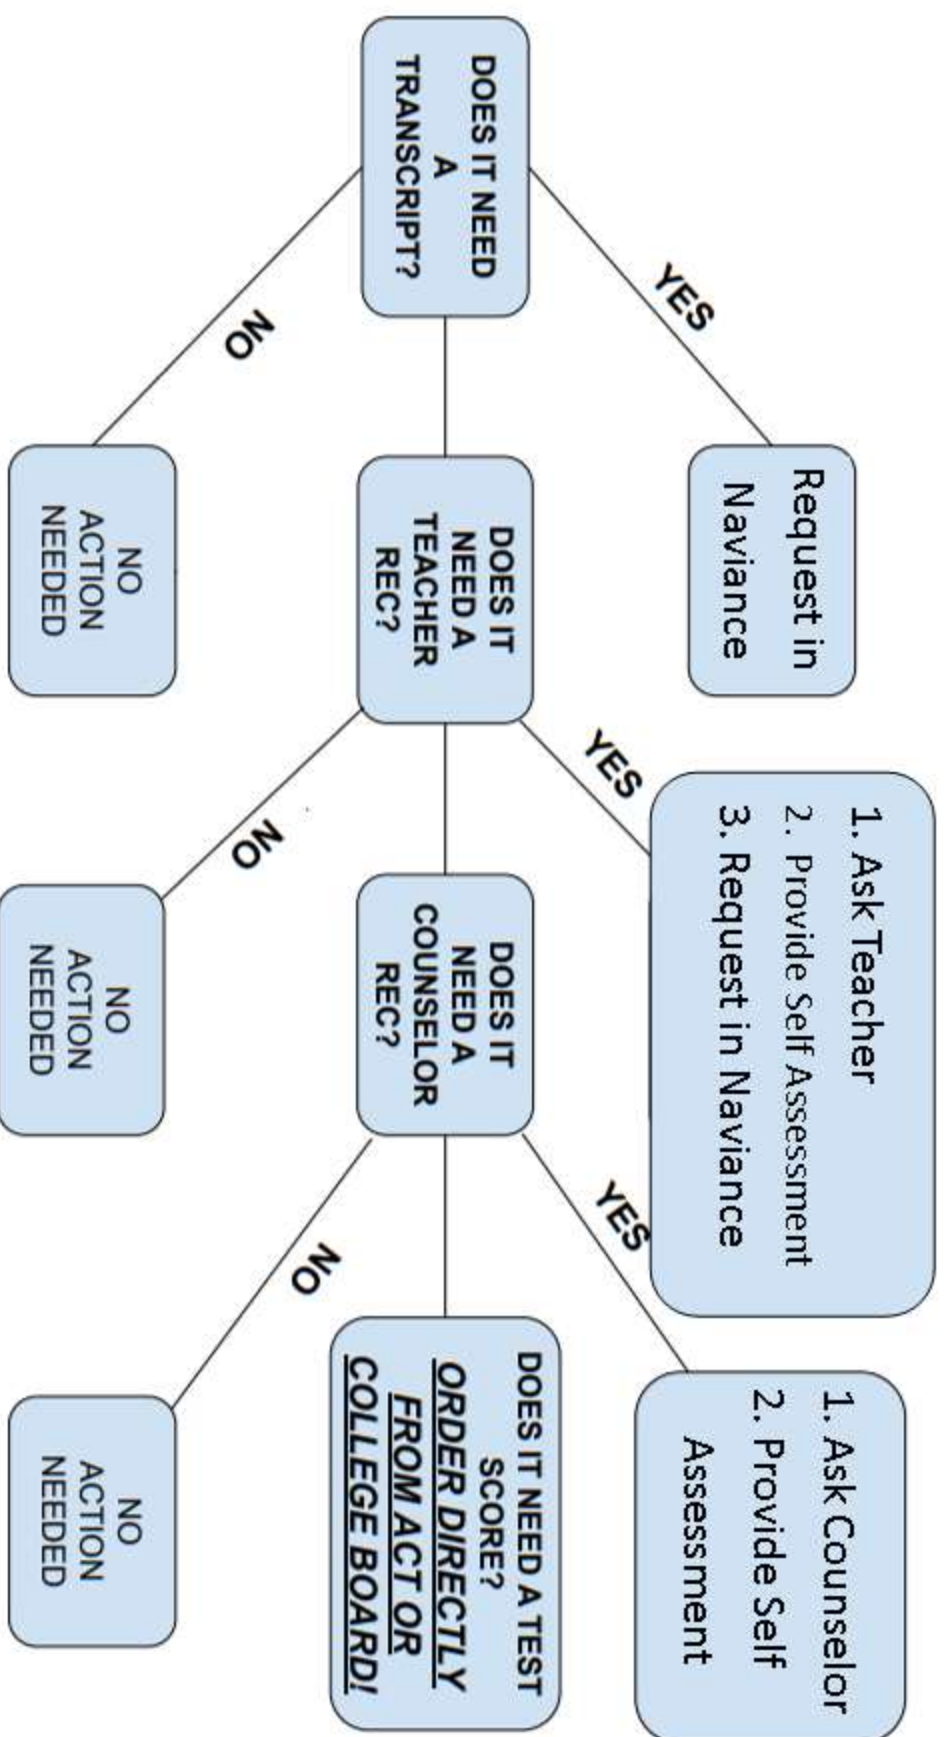 DOES IT NEED
A
TRANSCRIPT?
YES
Request in
Naviance
NO
NO
ACTION
NEEDED
DOES IT
NEED A
TEACHER
REC?
YES
1. Ask Teacher
2. Provide Self Assessment
3. Request in Naviance
NO
NO
ACTION
NEEDED
DOES IT
NEED A
COUNSELOR
REC?
YES
1. Ask Counselor
2. Provide Self
Assessment
NO
NO
ACTION
NEEDED
DOES IT NEED A TEST
SCORE?
ORDER DIRECTLY
FROM ACT OR
COLLEGE BOARD!